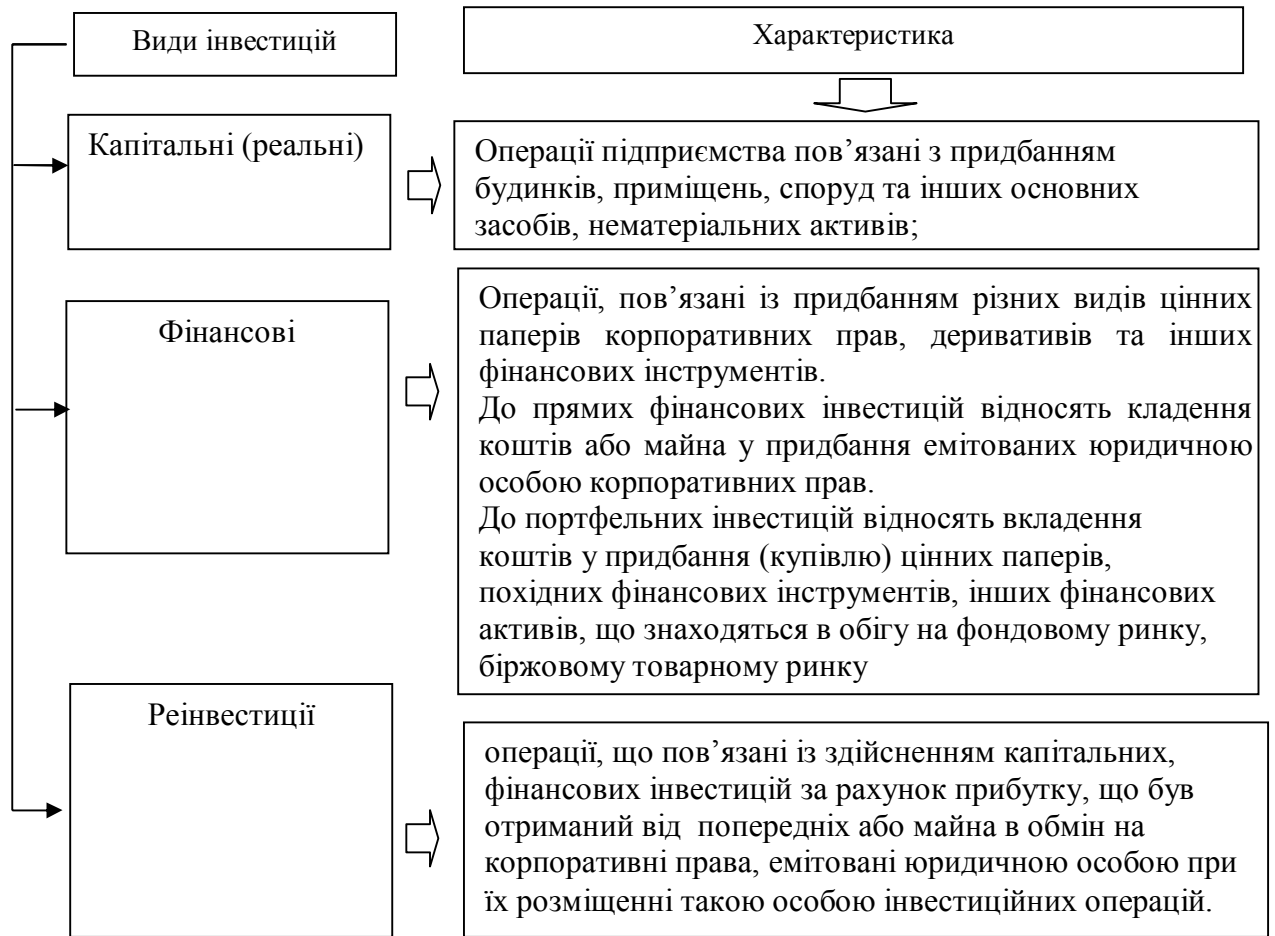 Види інвестицій
Характеристика
Капітальні (реальні)
Операції підприємства пов’язані з придбанням
будинків, приміщень, споруд та інших основних
засобів, нематеріальних активів;
Фінансові
Операції, пов’язані із придбанням різних видів цінних
паперів корпоративних прав, деривативів та інших
фінансових інструментів.
До прямих фінансових інвестицій відносять кладення
коштів або майна у придбання емітованих юридичною
особою корпоративних прав.
До портфельних інвестицій відносять вкладення
коштів у придбання (купівлю) цінних паперів,
похідних фінансових інструментів, інших фінансових
активів, що знаходяться в обігу на фондовому ринку,
біржовому товарному ринку
Реінвестиції
операції, що пов’язані із здійсненням капітальних,
фінансових інвестицій за рахунок прибутку, що був
отриманий від попередніх або майна в обмін на
корпоративні права, емітовані юридичною особою при
їх розміщенні такою особою інвестиційних операцій.